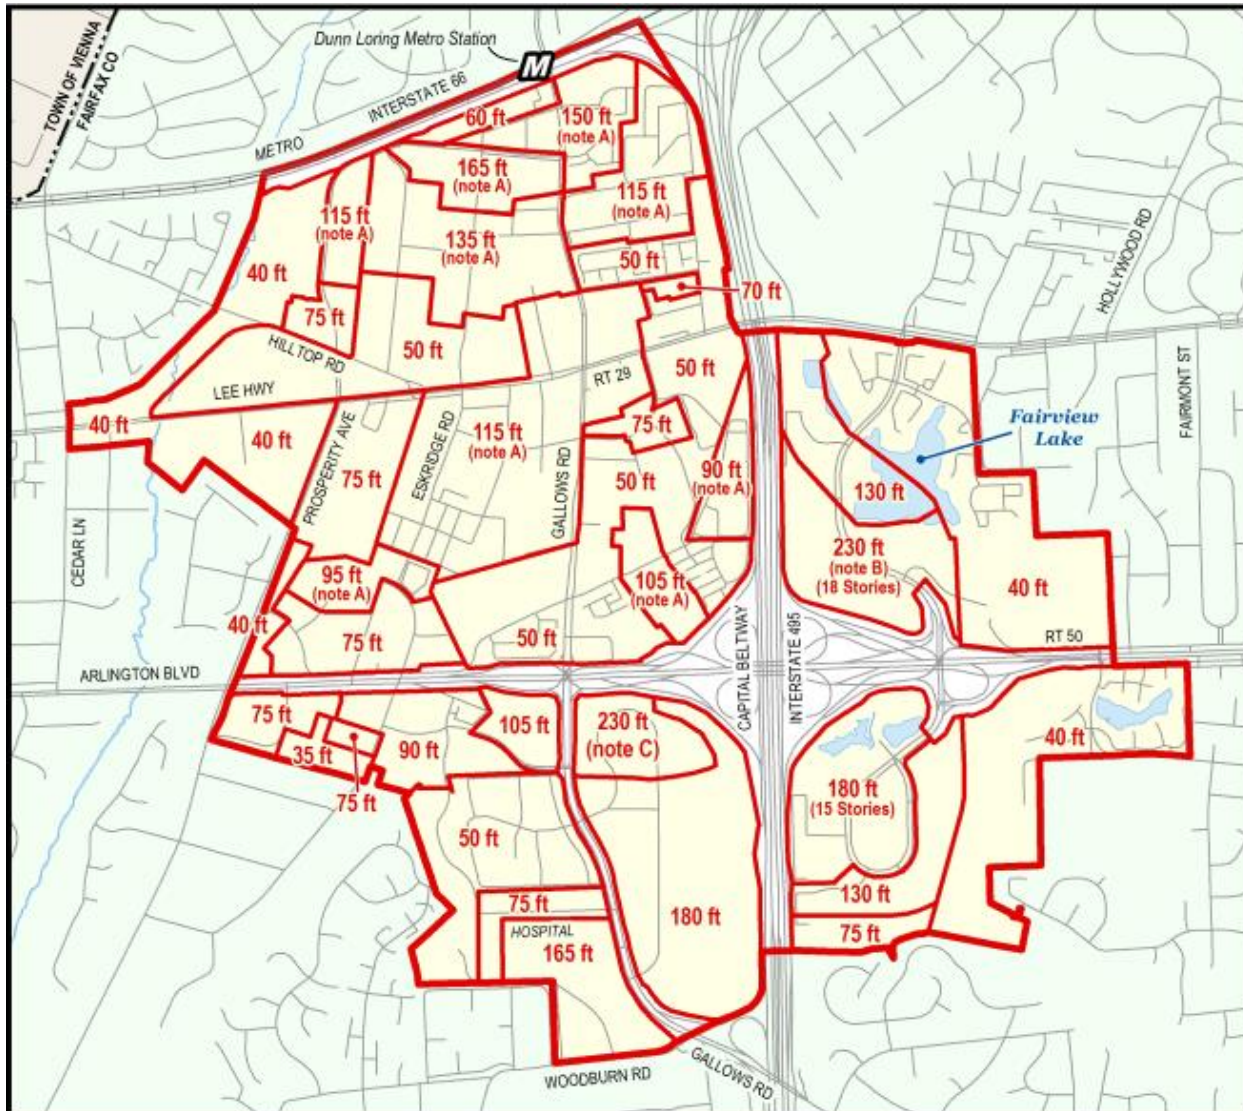 TOWN OF VIENNA
FAIRFAX CO
Dunn Loring Metro Station
M
METRO
INTERSTATE 66
60 ft
150 ft
(note A)
165 ft
(note A)
115 ft
(note A)
115 ft
(note A)
135 ft
(note A)
HOLLYWOOD RD
40 ft
50 ft
70 ft
75 ft
HILLTOP RD
50 ft
RT 29
50 ft
LEE HWY
FAIRMONT ST
40 ft
40 ft
PROSPERITY AVE
ESKRIDGE RD
115 ft
(note A)
75 ft
Fairview
Lake
75 ft
GALLOWS RD
50 ft
90 ft
(note A)
130 ft
CEDAR LN
230 ft
(note B)
(18 Stories)
95 ft
(note A)
105 ft
(note A)
40 ft
40 ft
75 ft
50 ft
CAPITAL BELTWAY
INTERSTATE 495
RT 50
ARLINGTON BLVD
75 ft
35 ft
75 ft
90 ft
105 ft
230 ft
(note C)
40 ft
180 ft
(15 Stories)
50 ft
75 ft
HOSPITAL
165 ft
180 ft
130 ft
75 ft
WOODBURN RD
GALLOWS RD